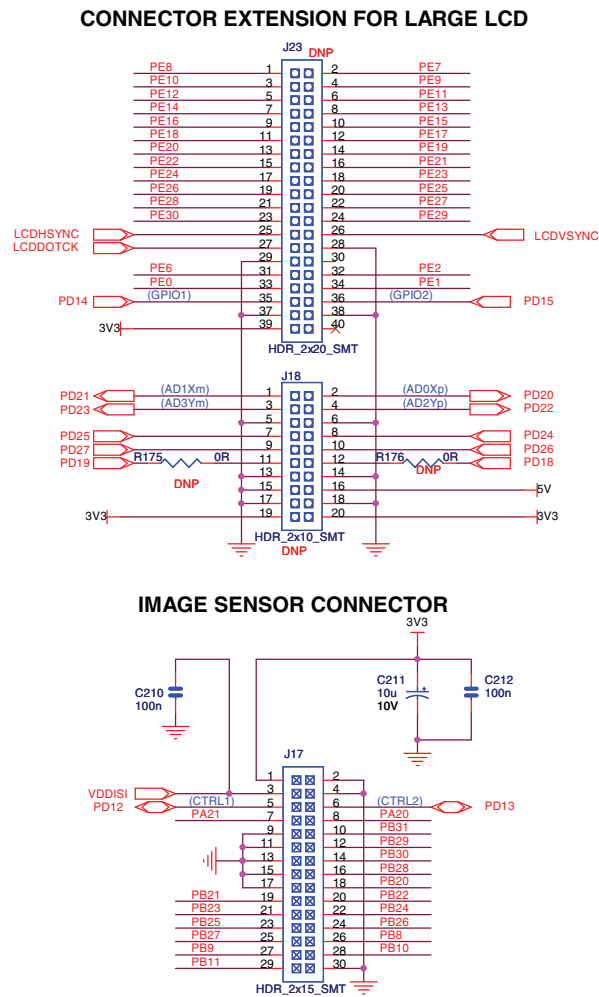 CONNECTOR EXTENSION FOR LARGE LCD
J23 DNP
PE8 1 2 PE7
PE10 3 4 PE9
PE12 5 6 PE11
PE14 7 8 PE13
PE16 9 10 PE15
PE18 11 12 PE17
PE20 13 14 PE19
PE22 15 16 PE21
PE24 17 18 PE23
PE26 19 20 PE25
PE28 21 22 PE27
PE30 23 24 PE29
LCDHSYNC 25 26 LCDVSYNC
LCDDOTCK 27 28
29 30
PE6 31 32 PE2
PE0 33 34 PE1
PD14 (GPIO1) 35 36 (GPIO2) PD15
37 38
3V3 39 40
HDR_2x20_SMT
J18
PD21 (AD1Xm) 1 2 (AD0Xp) PD20
PD23 (AD3Ym) 3 4 (AD2Yp) PD22
5 6
PD25 7 8 PD24
PD27 9 10 PD26
PD19 R175 0R 11 12 R176 0R PD18
DNP 13 14 DNP
15 16 5V
17 18
3V3 19 20 3V3
HDR_2x10_SMT
DNP
IMAGE SENSOR CONNECTOR
3V3
C210 100n
C211 10u 10V
C212 100n
J17
1 2
VDDISI 3 4
PD12 (CTRL1) 5 6 (CTRL2) PD13
PA21 7 8 PA20
9 10 PB31
11 12 PB29
13 14 PB30
15 16 PB28
17 18 PB20
PB21 19 20 PB22
PB23 21 22 PB24
PB25 23 24 PB26
PB27 25 26 PB8
PB9 27 28 PB10
PB11 29 30
HDR_2x15_SMT